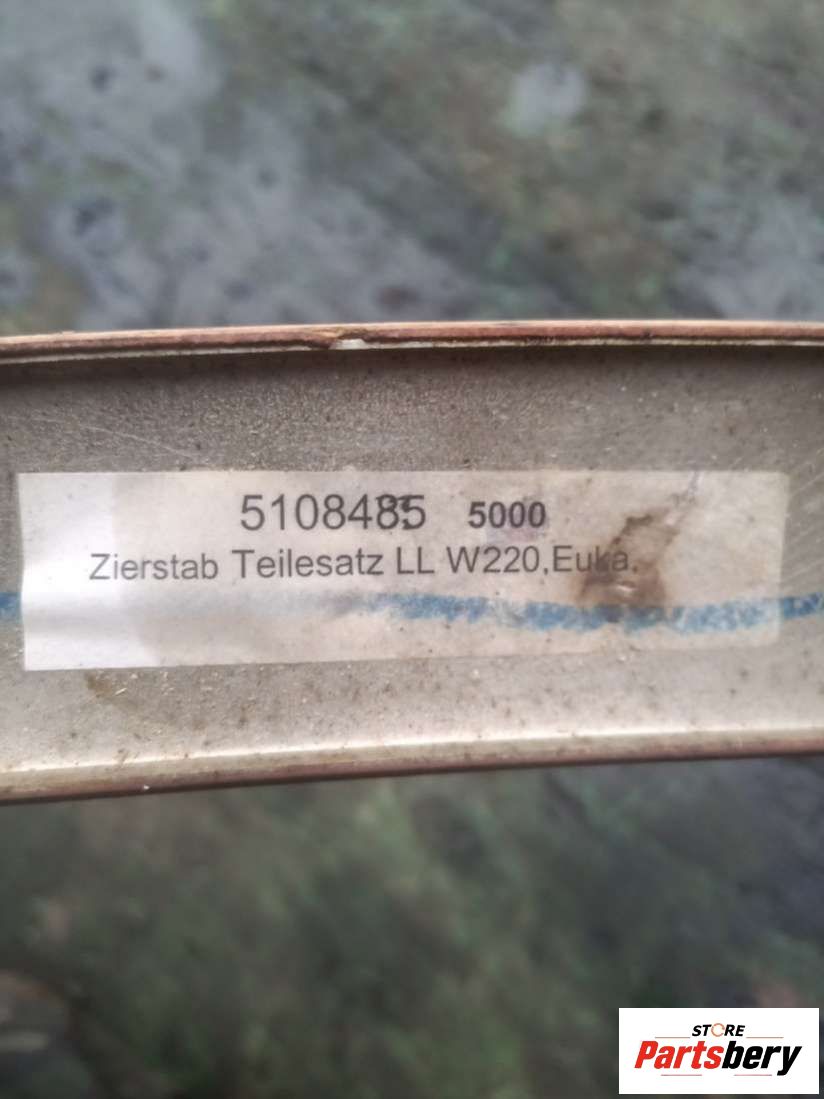 5108485 5000
Zierstab Teilesatz LL W220,Euka.
STORE
Partsbery